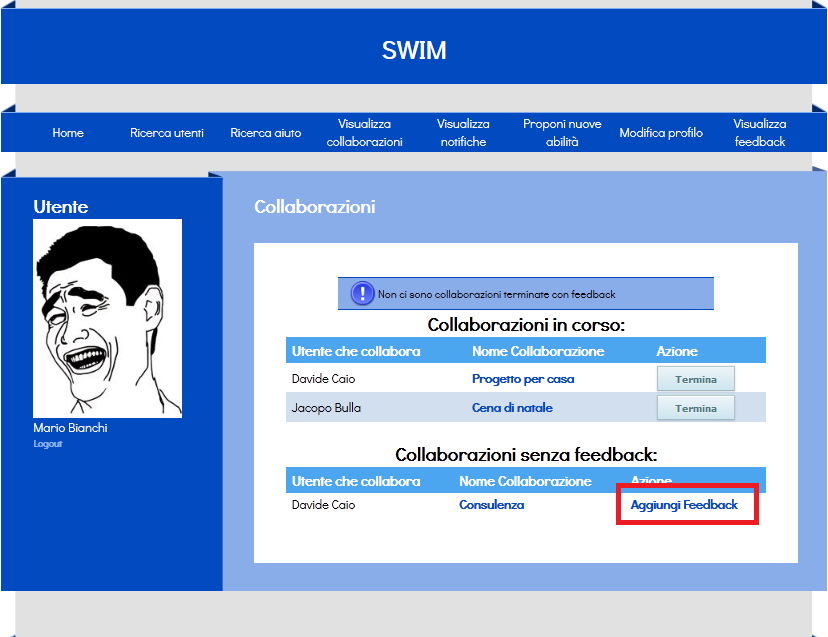 SWIM
Home
Ricerca utenti
Ricerca aiuto
Visualizza
collaborazioni
Visualizza
notifiche
Proponi nuove
abilità
Modifica profilo
Visualizza
feedback
Utente
Mario Bianchi
Logout
Collaborazioni
Non ci sono collaborazioni terminate con feedback
Collaborazioni in corso:
Utente che collabora Nome Collaborazione Azione
Davide Caio Progetto per casa Termina
Jacopo Bulla Cena di natale Termina
Collaborazioni senza feedback:
Utente che collabora Nome Collaborazione Azione
Davide Caio Consulenza Aggiungi Feedback